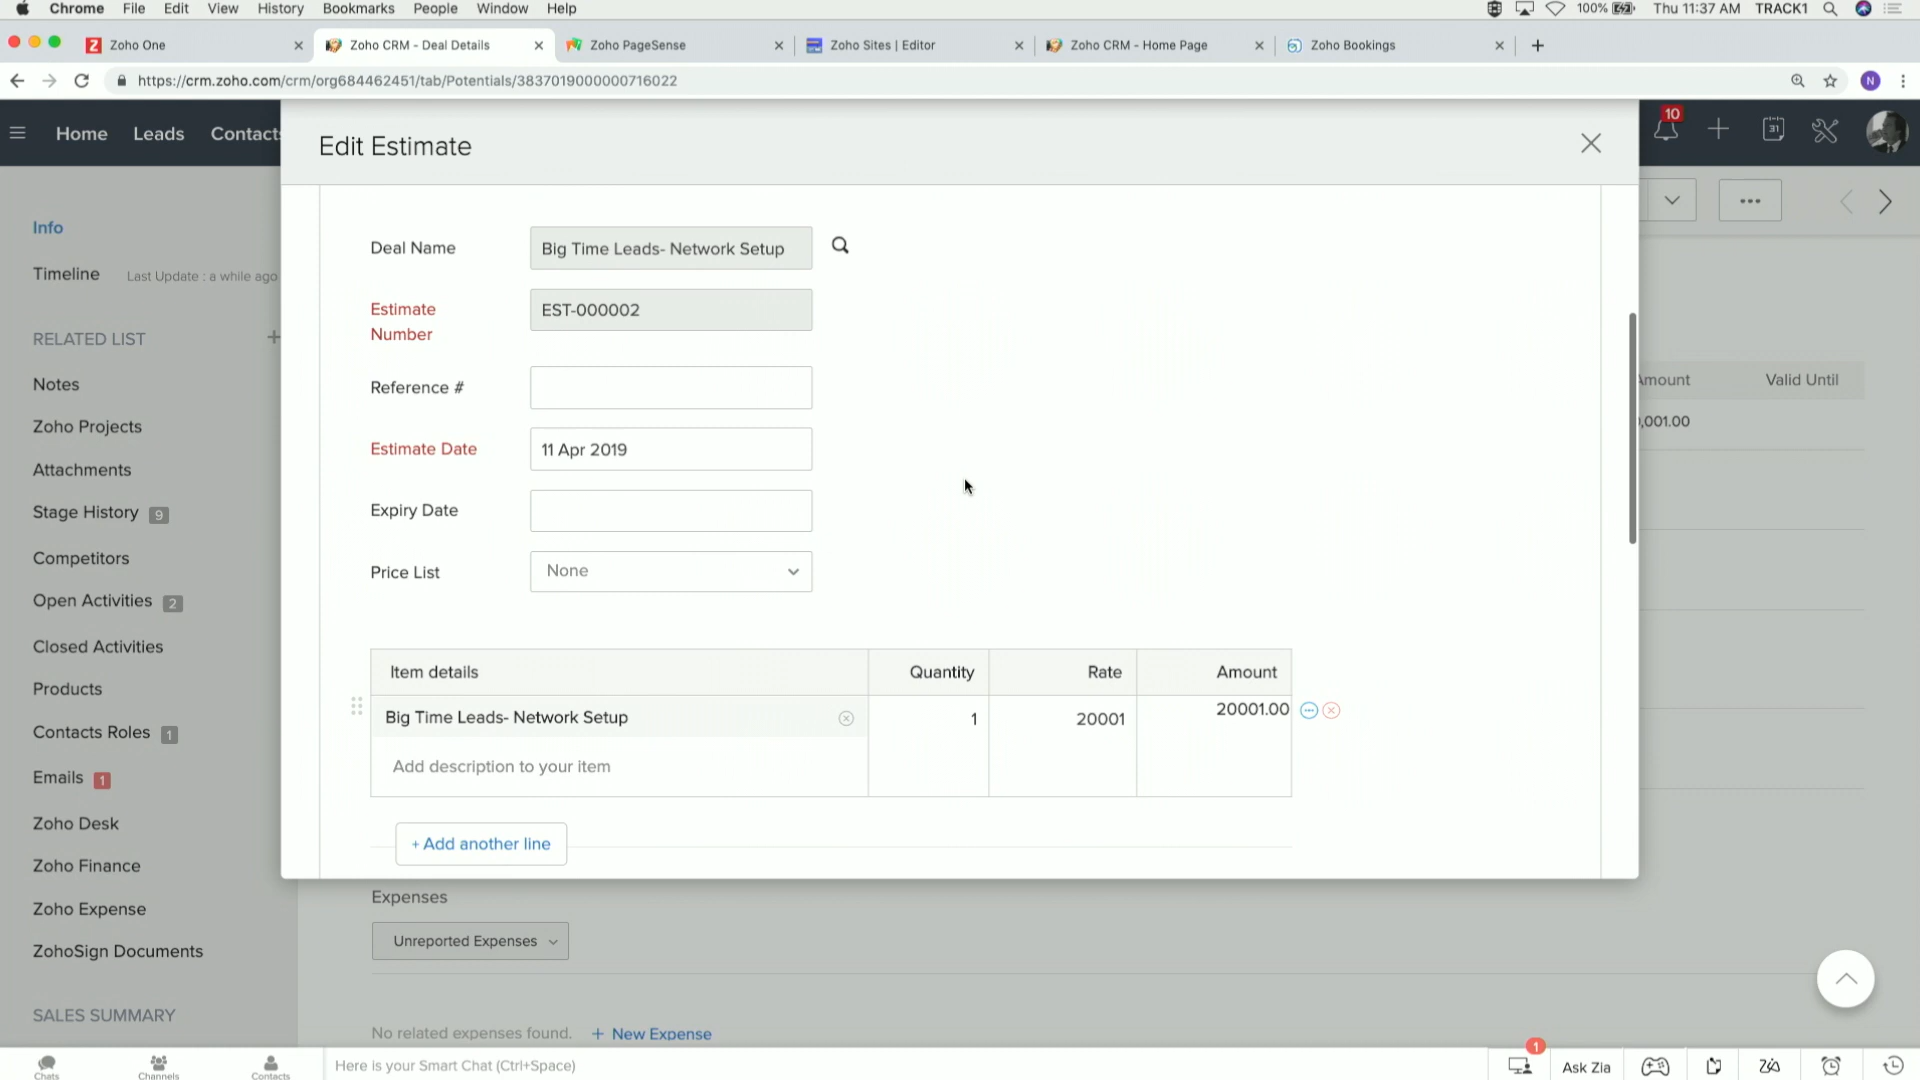 Chrome File Edit View History Bookmarks People Window Help 100% Thu 11:37 AM TRACK1
Zoho One Zoho CRM - Deal Details Zoho PageSense Zoho Sites | Editor Zoho CRM - Home Page Zoho Bookings
https://crm.zoho.com/crm/org684462451/tab/Potentials/3837019000000716022 N
Home Leads Contacts 10 31
Edit Estimate
Info
Timeline Last Update : a while ago
RELATED LIST +
Notes
Zoho Projects
Attachments
Stage History 9
Competitors
Open Activities 2
Closed Activities
Products
Contacts Roles 1
Emails 1
Zoho Desk
Zoho Finance
Zoho Expense
ZohoSign Documents
SALES SUMMARY
Deal Name Big Time Leads- Network Setup
Estimate Number EST-000002
Reference #
Estimate Date 11 Apr 2019
Expiry Date
Price List None
Item details Quantity Rate Amount
Big Time Leads- Network Setup 1 20001 20001.00
Add description to your item
+ Add another line
Amount Valid Until
,001.00
Expenses
Unreported Expenses
No related expenses found. + New Expense
Chats Channels Contacts Here is your Smart Chat (Ctrl+Space) 1 Ask Zia